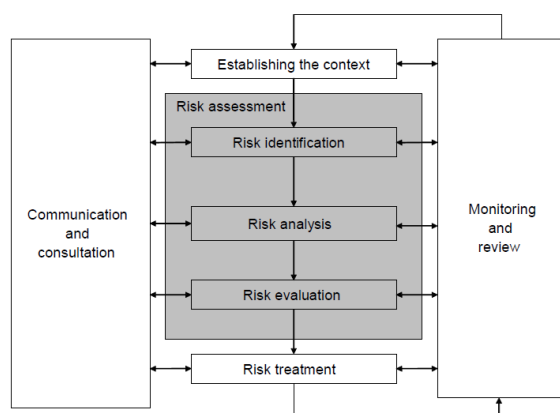 Establishing the context
Risk assessment
Risk identification
Communication
and
consultation
Risk analysis
Monitoring
and
review
Risk evaluation
Risk treatment